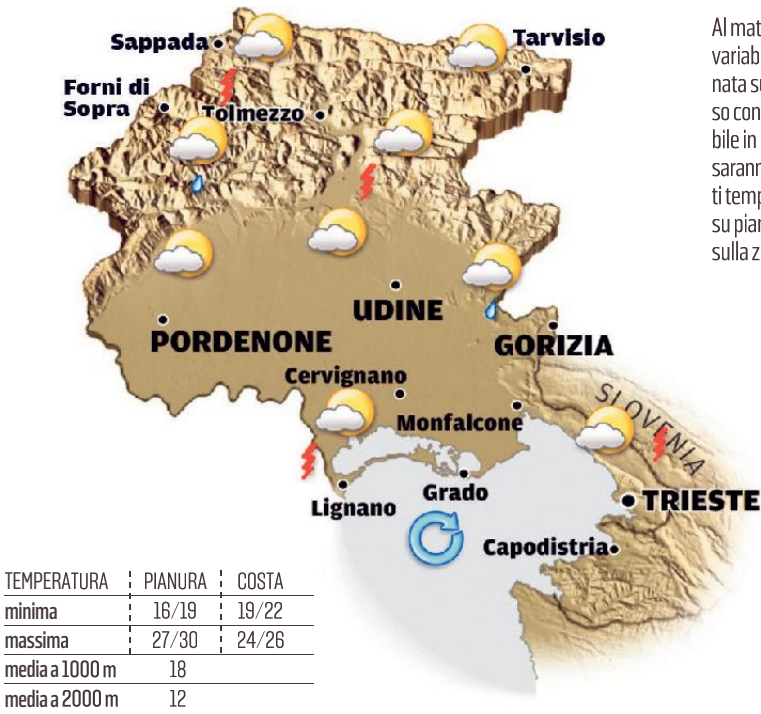 Sappada
Tarvisio
Forni di
Sopra
Tolmezzo
UDINE
PORDENONE
GORIZIA
Cervignano
Monfalcone
SLOVENIA
Lignano
Grado
TRIESTE
Capodistria
TEMPERATURA PIANURA COSTA
minima 16/19 19/22
massima 27/30 24/26
media a 1000 m 18
media a 2000 m 12
Al mat
variab
nata su
so con
bile in
sarann
ti temp
su pian
sulla z